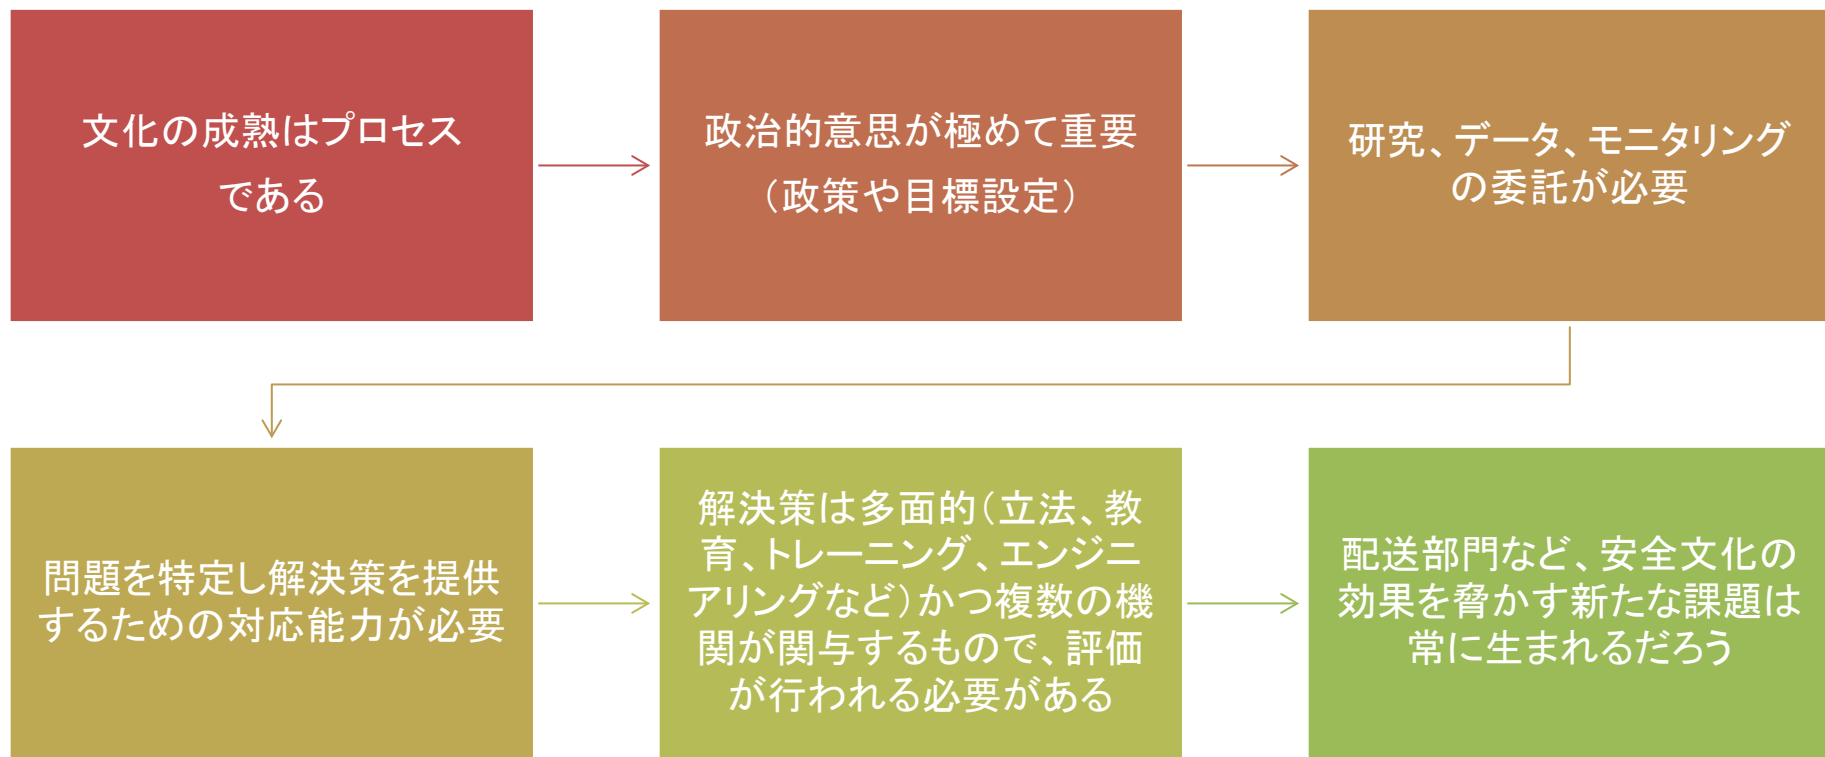 文化の成熟はプロセス
である
政治的意思が極めて重要
（政策や目標設定）
研究、データ、モニタリング
の委託が必要
問題を特定し解決策を提供
するための対応能力が必要
解決策は多面的（立法、教
育、トレーニング、エンジニ
アリングなど）かつ複数の機
関が関与するもので、評価
が行われる必要がある
配送部門など、安全文化の
効果を脅かす新たな課題は
常に生まれるだろう